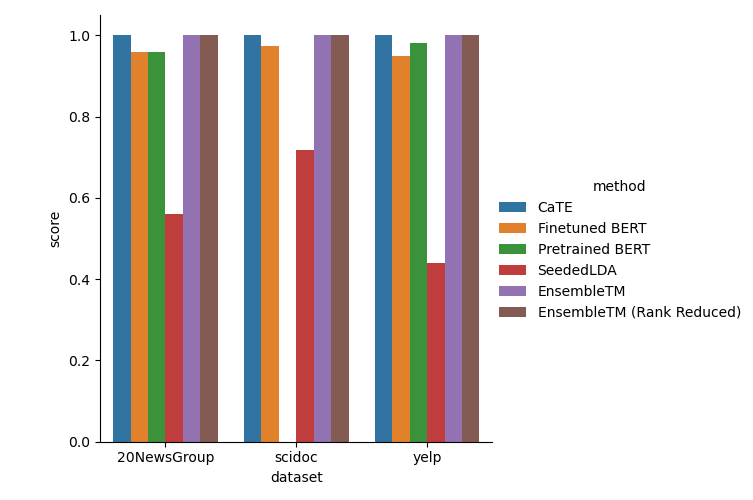 1.0
0.8
0.6
0.4
0.2
0.0
score
20NewsGroup
scidoc
yelp
dataset
method
CaTE
Finetuned BERT
Pretrained BERT
SeededLDA
EnsembleTM
EnsembleTM (Rank Reduced)